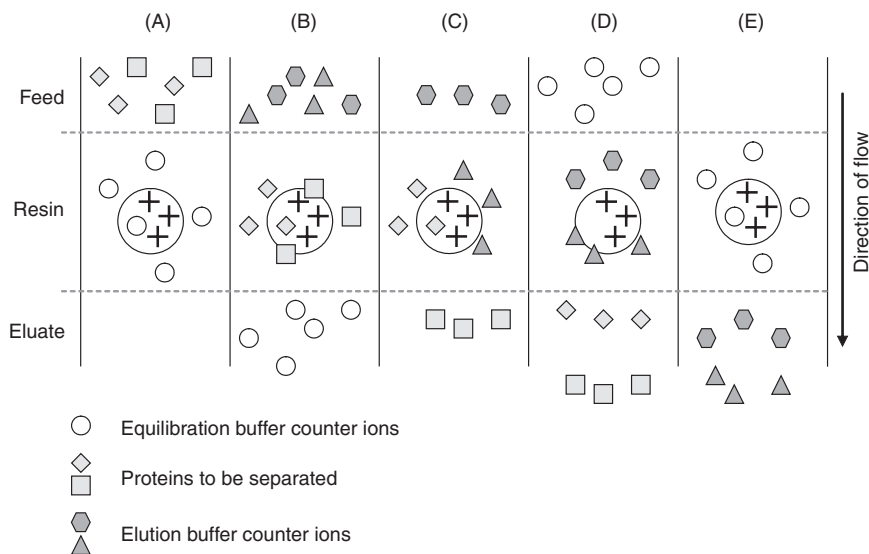 (A) (B) (C) (D) (E)
Feed
Resin
Eluate
Direction of flow
Equilibration buffer counter ions
Proteins to be separated
Elution buffer counter ions